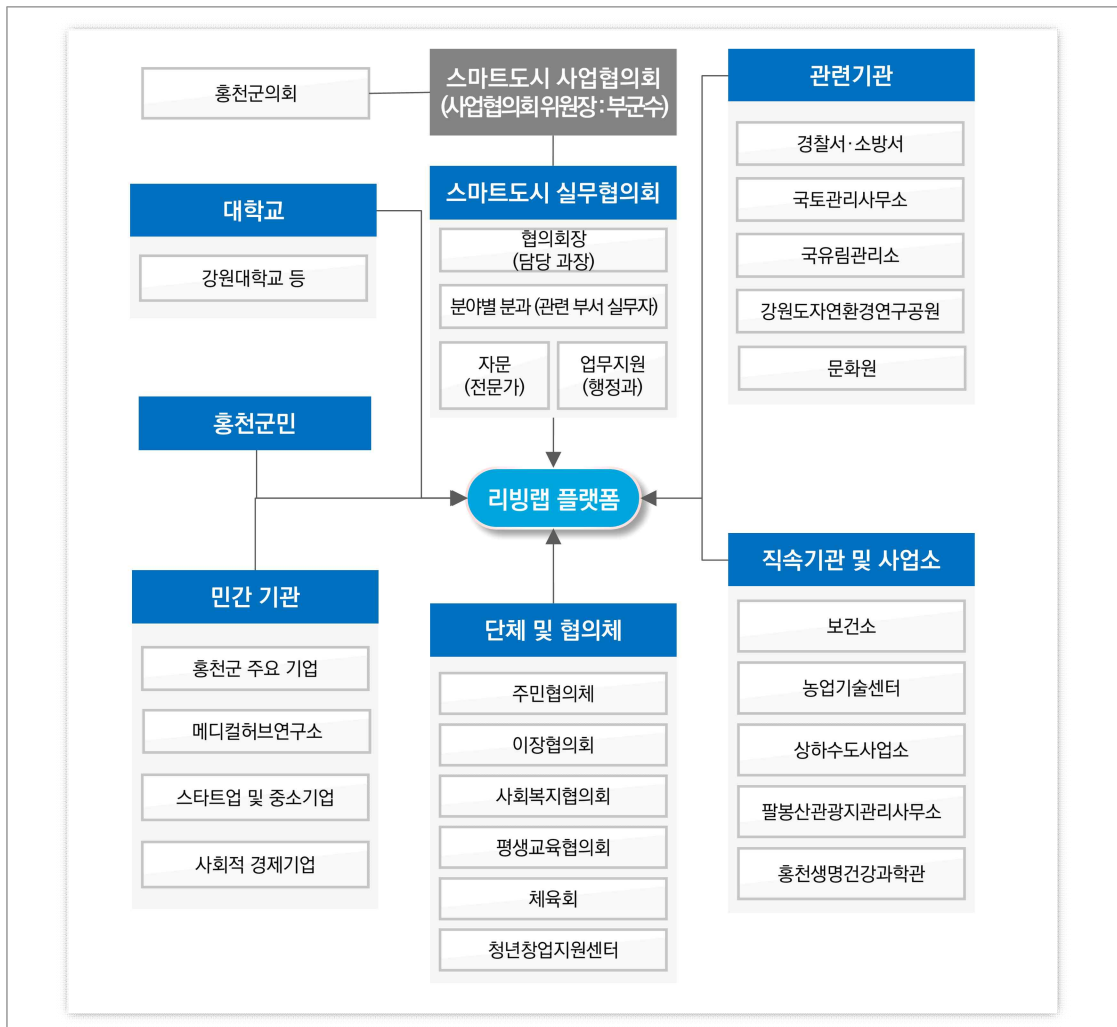 홍천군의회
스마트도시 사업협의회
(사업협의회 위원장 : 부군수)
대학교
강원대학교 등
스마트도시 실무협의회
협의회장
(담당 과장)
분야별 분과 (관련 부서 실무자)
자문
(전문가)
업무지원
(행정과)
관련기관
경찰서·소방서
국토관리사무소
국유림관리소
강원도자연환경연구공원
문화원
홍천군민
리빙랩 플랫폼
민간 기관
홍천군 주요 기업
메디컬허브연구소
스타트업 및 중소기업
사회적 경제기업
단체 및 협의체
주민협의체
이장협의회
사회복지협의회
평생교육협의회
체육회
청년창업지원센터
직속기관 및 사업소
보건소
농업기술센터
상하수도사업소
팔봉산관광지관리사무소
홍천생명건강과학관